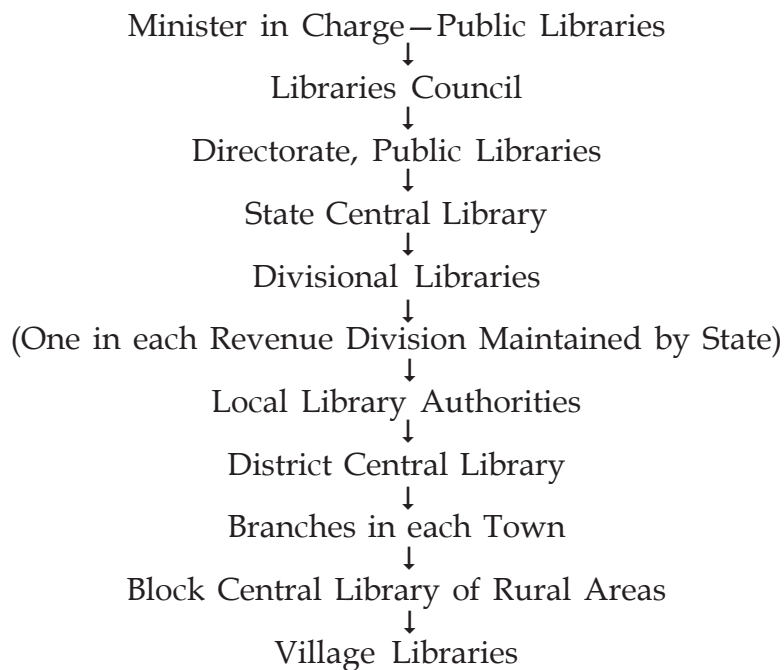 Minister in Charge—Public Libraries
↓
Libraries Council
↓
Directorate, Public Libraries
↓
State Central Library
↓
Divisional Libraries
↓
(One in each Revenue Division Maintained by State)
↓
Local Library Authorities
↓
District Central Library
↓
Branches in each Town
↓
Block Central Library of Rural Areas
↓
Village Libraries